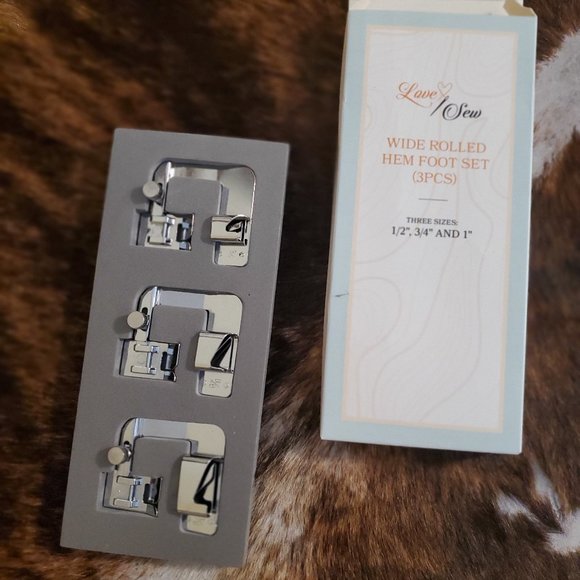 Love
Sew
WIDE ROLLED
HEM FOOT SET
(3PCS)
THREE SIZES:
1/2", 3/4" AND 1"